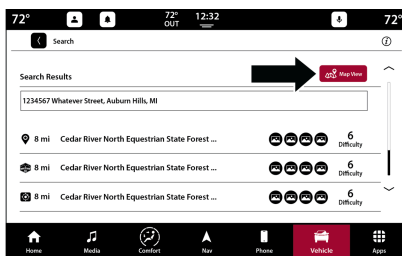 72° 72° OUT 12:32 72°
Search
Search Results Map View
1234567 Whatever Street, Auburn Hills, MI
8 mi Cedar River North Equestrian State Forest ... 6 Difficulty
8 mi Cedar River North Equestrian State Forest ... 6 Difficulty
8 mi Cedar River North Equestrian State Forest ... 6 Difficulty
Home Media Comfort Nav Phone Vehicle Apps